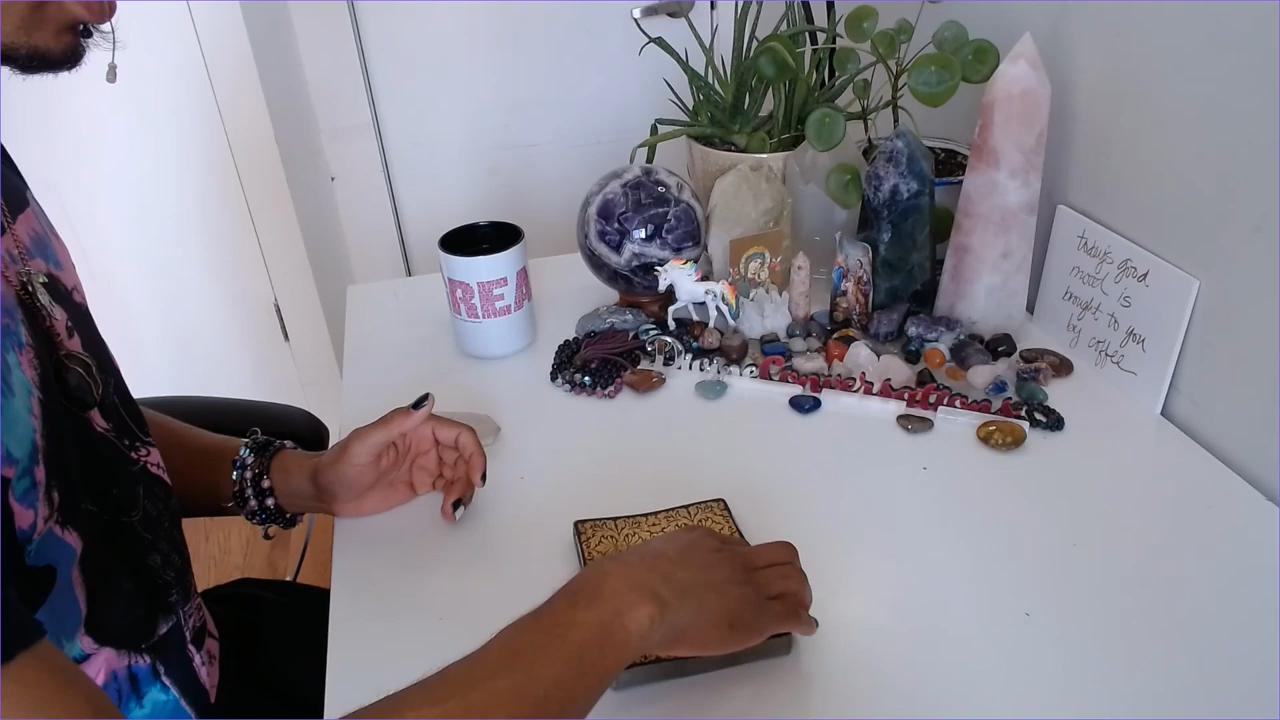 REA
Divine Conversations
today's good
mood is
brought to you
by coffee